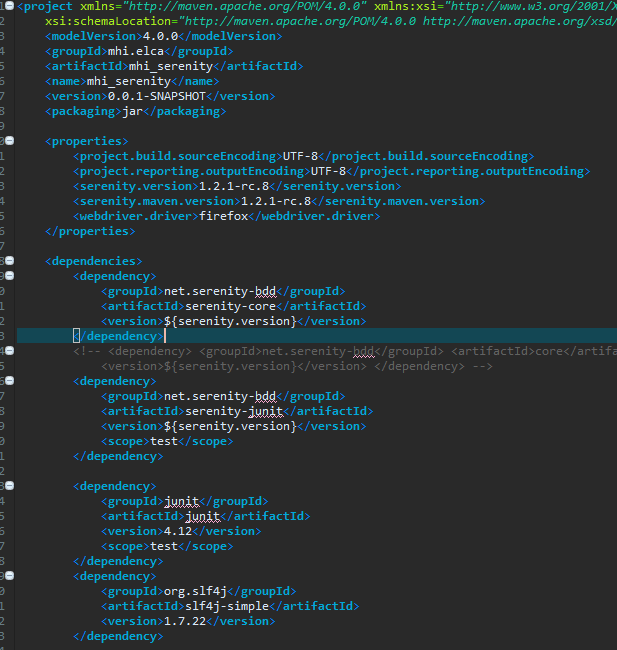 <project xmlns="http://maven.apache.org/POM/4.0.0" xmlns:xsi="http://www.w3.org/2001/X
xsi:schemaLocation="http://maven.apache.org/POM/4.0.0 http://maven.apache.org/xsd/
<modelVersion>4.0.0</modelVersion>
<groupId>mhi.elca</groupId>
<artifactId>mhi_serenity</artifactId>
<name>mhi_serenity</name>
<version>0.0.1-SNAPSHOT</version>
<packaging>jar</packaging>
<properties>
<project.build.sourceEncoding>UTF-8</project.build.sourceEncoding>
<project.reporting.outputEncoding>UTF-8</project.reporting.outputEncoding>
<serenity.version>1.2.1-rc.8</serenity.version>
<serenity.maven.version>1.2.1-rc.8</serenity.maven.version>
<webdriver.driver>firefox</webdriver.driver>
</properties>
<dependencies>
<dependency>
<groupId>net.serenity-bdd</groupId>
<artifactId>serenity-core</artifactId>
<version>${serenity.version}</version>
</dependency>
<!-- <dependency> <groupId>net.serenity-bdd</groupId> <artifactId>core</artifa
<version>${serenity.version}</version> </dependency> -->
<dependency>
<groupId>net.serenity-bdd</groupId>
<artifactId>serenity-junit</artifactId>
<version>${serenity.version}</version>
<scope>test</scope>
</dependency>
<dependency>
<groupId>junit</groupId>
<artifactId>junit</artifactId>
<version>4.12</version>
<scope>test</scope>
</dependency>
<dependency>
<groupId>org.slf4j</groupId>
<artifactId>slf4j-simple</artifactId>
<version>1.7.22</version>
</dependency>